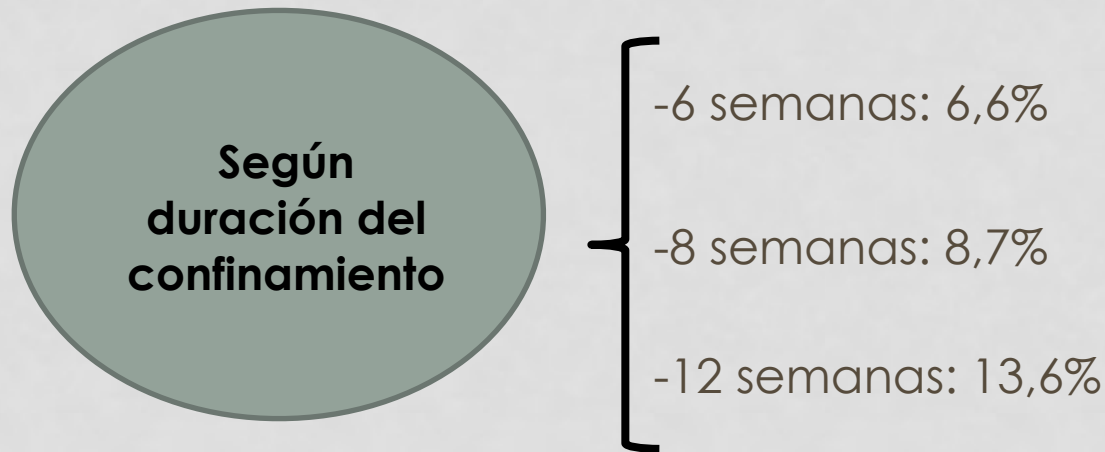 Según
duración del
confinamiento
-6 semanas: 6,6%
-8 semanas: 8,7%
-12 semanas: 13,6%